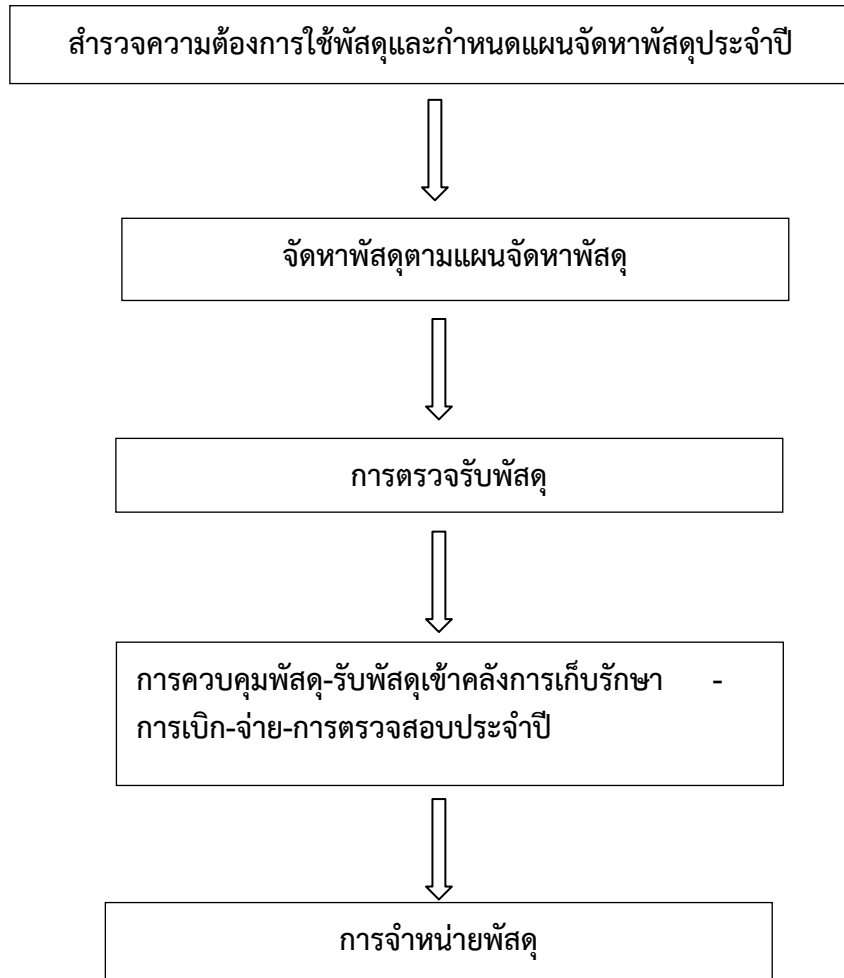 สำรวจความต้องการใช้พัสดุและกำหนดแผนจัดหาพัสดุประจำปี
จัดหาพัสดุตามแผนจัดหาพัสดุ
การตรวจรับพัสดุ
การควบคุมพัสดุ-รับพัสดุเข้าคลังการเก็บรักษา -
การเบิก-จ่าย-การตรวจสอบประจำปี
การจำหน่ายพัสดุ